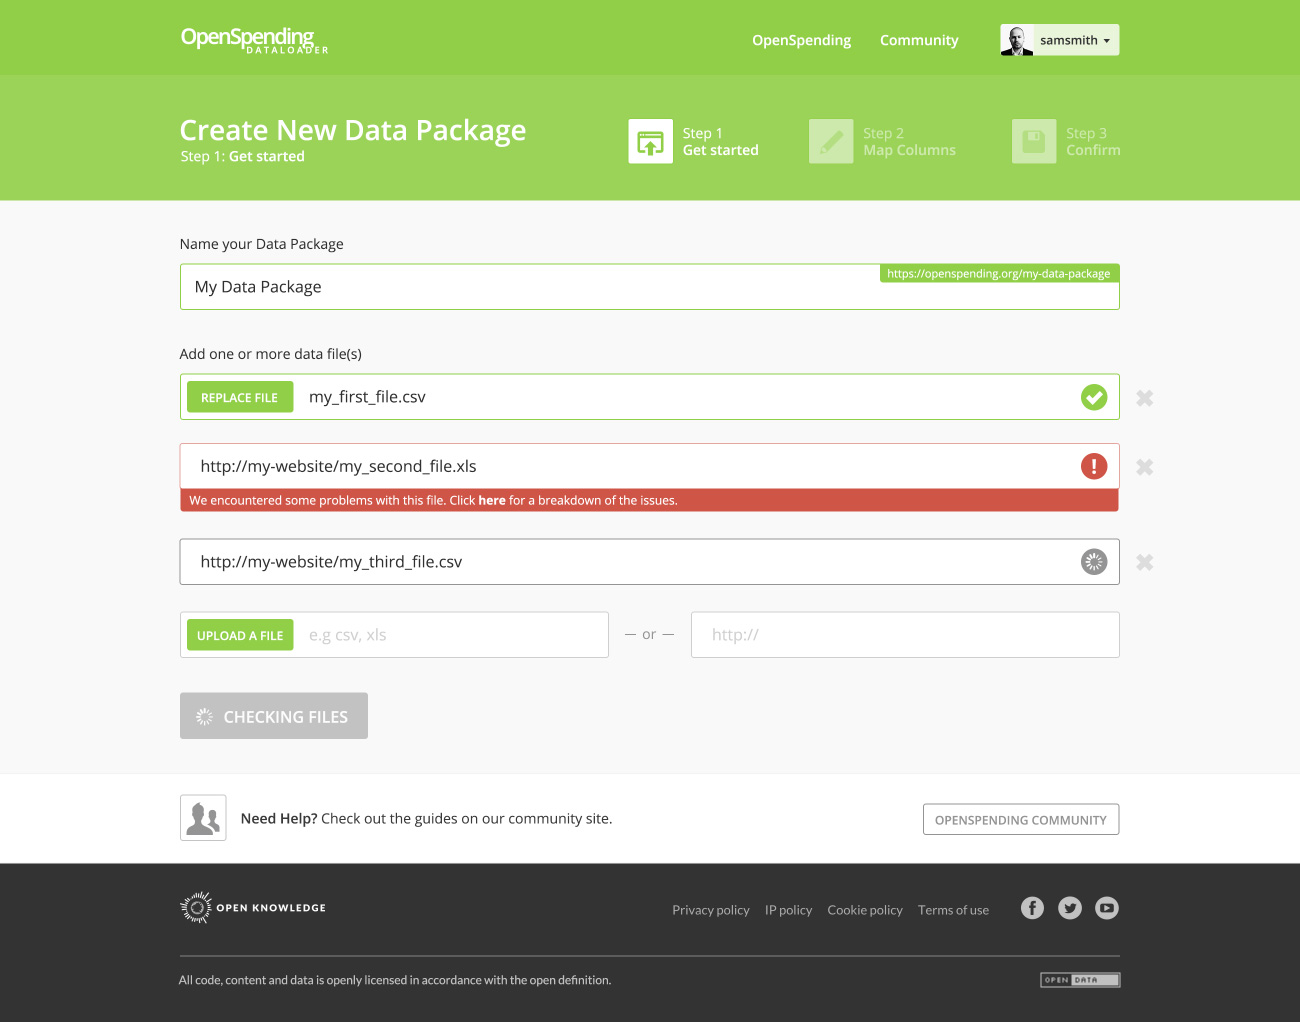 OpenSpending
DATALOADER
OpenSpending
Community
samsmith
Create New Data Package
Step 1: Get started
Step 1
Get started
Step 2
Map Columns
Step 3
Confirm
Name your Data Package
https://openspending.org/my-data-package
My Data Package
Add one or more data file(s)
REPLACE FILE
my_first_file.csv
http://my-website/my_second_file.xls
We encountered some problems with this file. Click here for a breakdown of the issues.
http://my-website/my_third_file.csv
UPLOAD A FILE
e.g csv, xls
— or —
http://
CHECKING FILES
Need Help? Check out the guides on our community site.
OPENSPENDING COMMUNITY
OPEN KNOWLEDGE
Privacy policy
IP policy
Cookie policy
Terms of use
All code, content and data is openly licensed in accordance with the open definition.
OPEN DATA